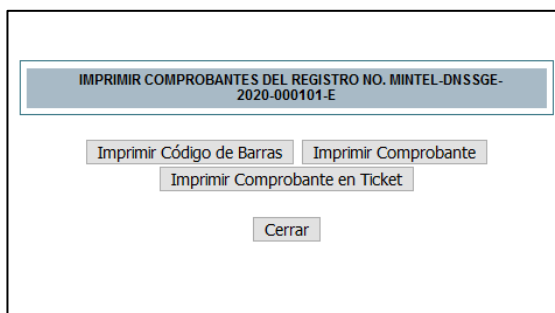 IMPRIMIR COMPROBANTES DEL REGISTRO NO. MINTEL-DNSSGE-
2020-000101-E
Imprimir Código de Barras Imprimir Comprobante
Imprimir Comprobante en Ticket
Cerrar